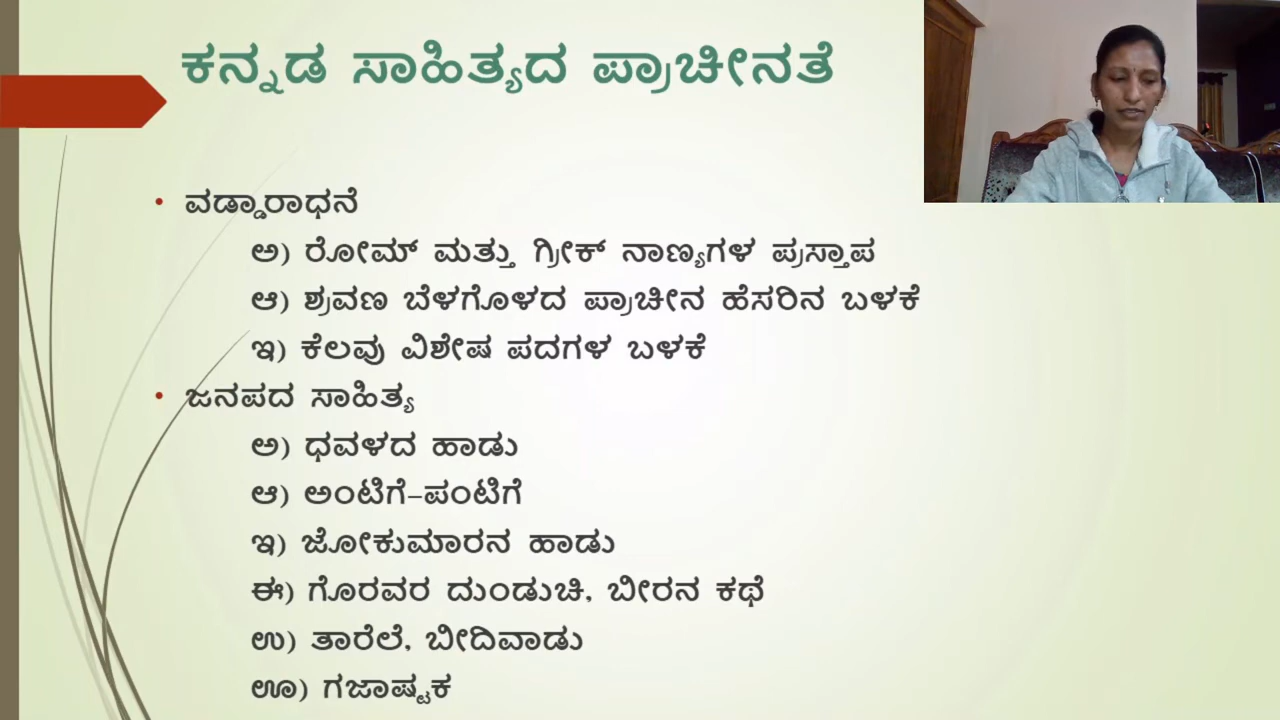 ಕನ್ನಡ ಸಾಹಿತ್ಯದ ಪ್ರಾಚೀನತೆ
• ವಡ್ಡಾರಾಧನೆ
ಅ) ರೋಮ್ ಮತ್ತು ಗ್ರೀಕ್ ನಾಣ್ಯಗಳ ಪ್ರಸ್ತಾಪ
ಆ) ಶ್ರವಣ ಬೆಳಗೊಳದ ಪ್ರಾಚೀನ ಹೆಸರಿನ ಬಳಕೆ
ಇ) ಕೆಲವು ವಿಶೇಷ ಪದಗಳ ಬಳಕೆ
• ಜನಪದ ಸಾಹಿತ್ಯ
ಅ) ಧವಳದ ಹಾಡು
ಆ) ಅಂಟಿಗೆ–ಪಂಟಿಗೆ
ಇ) ಜೋಕುಮಾರನ ಹಾಡು
ಈ) ಗೊರವರ ದುಂಡುಚಿ, ಬೀರನ ಕಥೆ
ಉ) ತಾರೆಲೆ, ಬೀದಿವಾಡು
ಊ) ಗಜಾಷ್ಟಕ